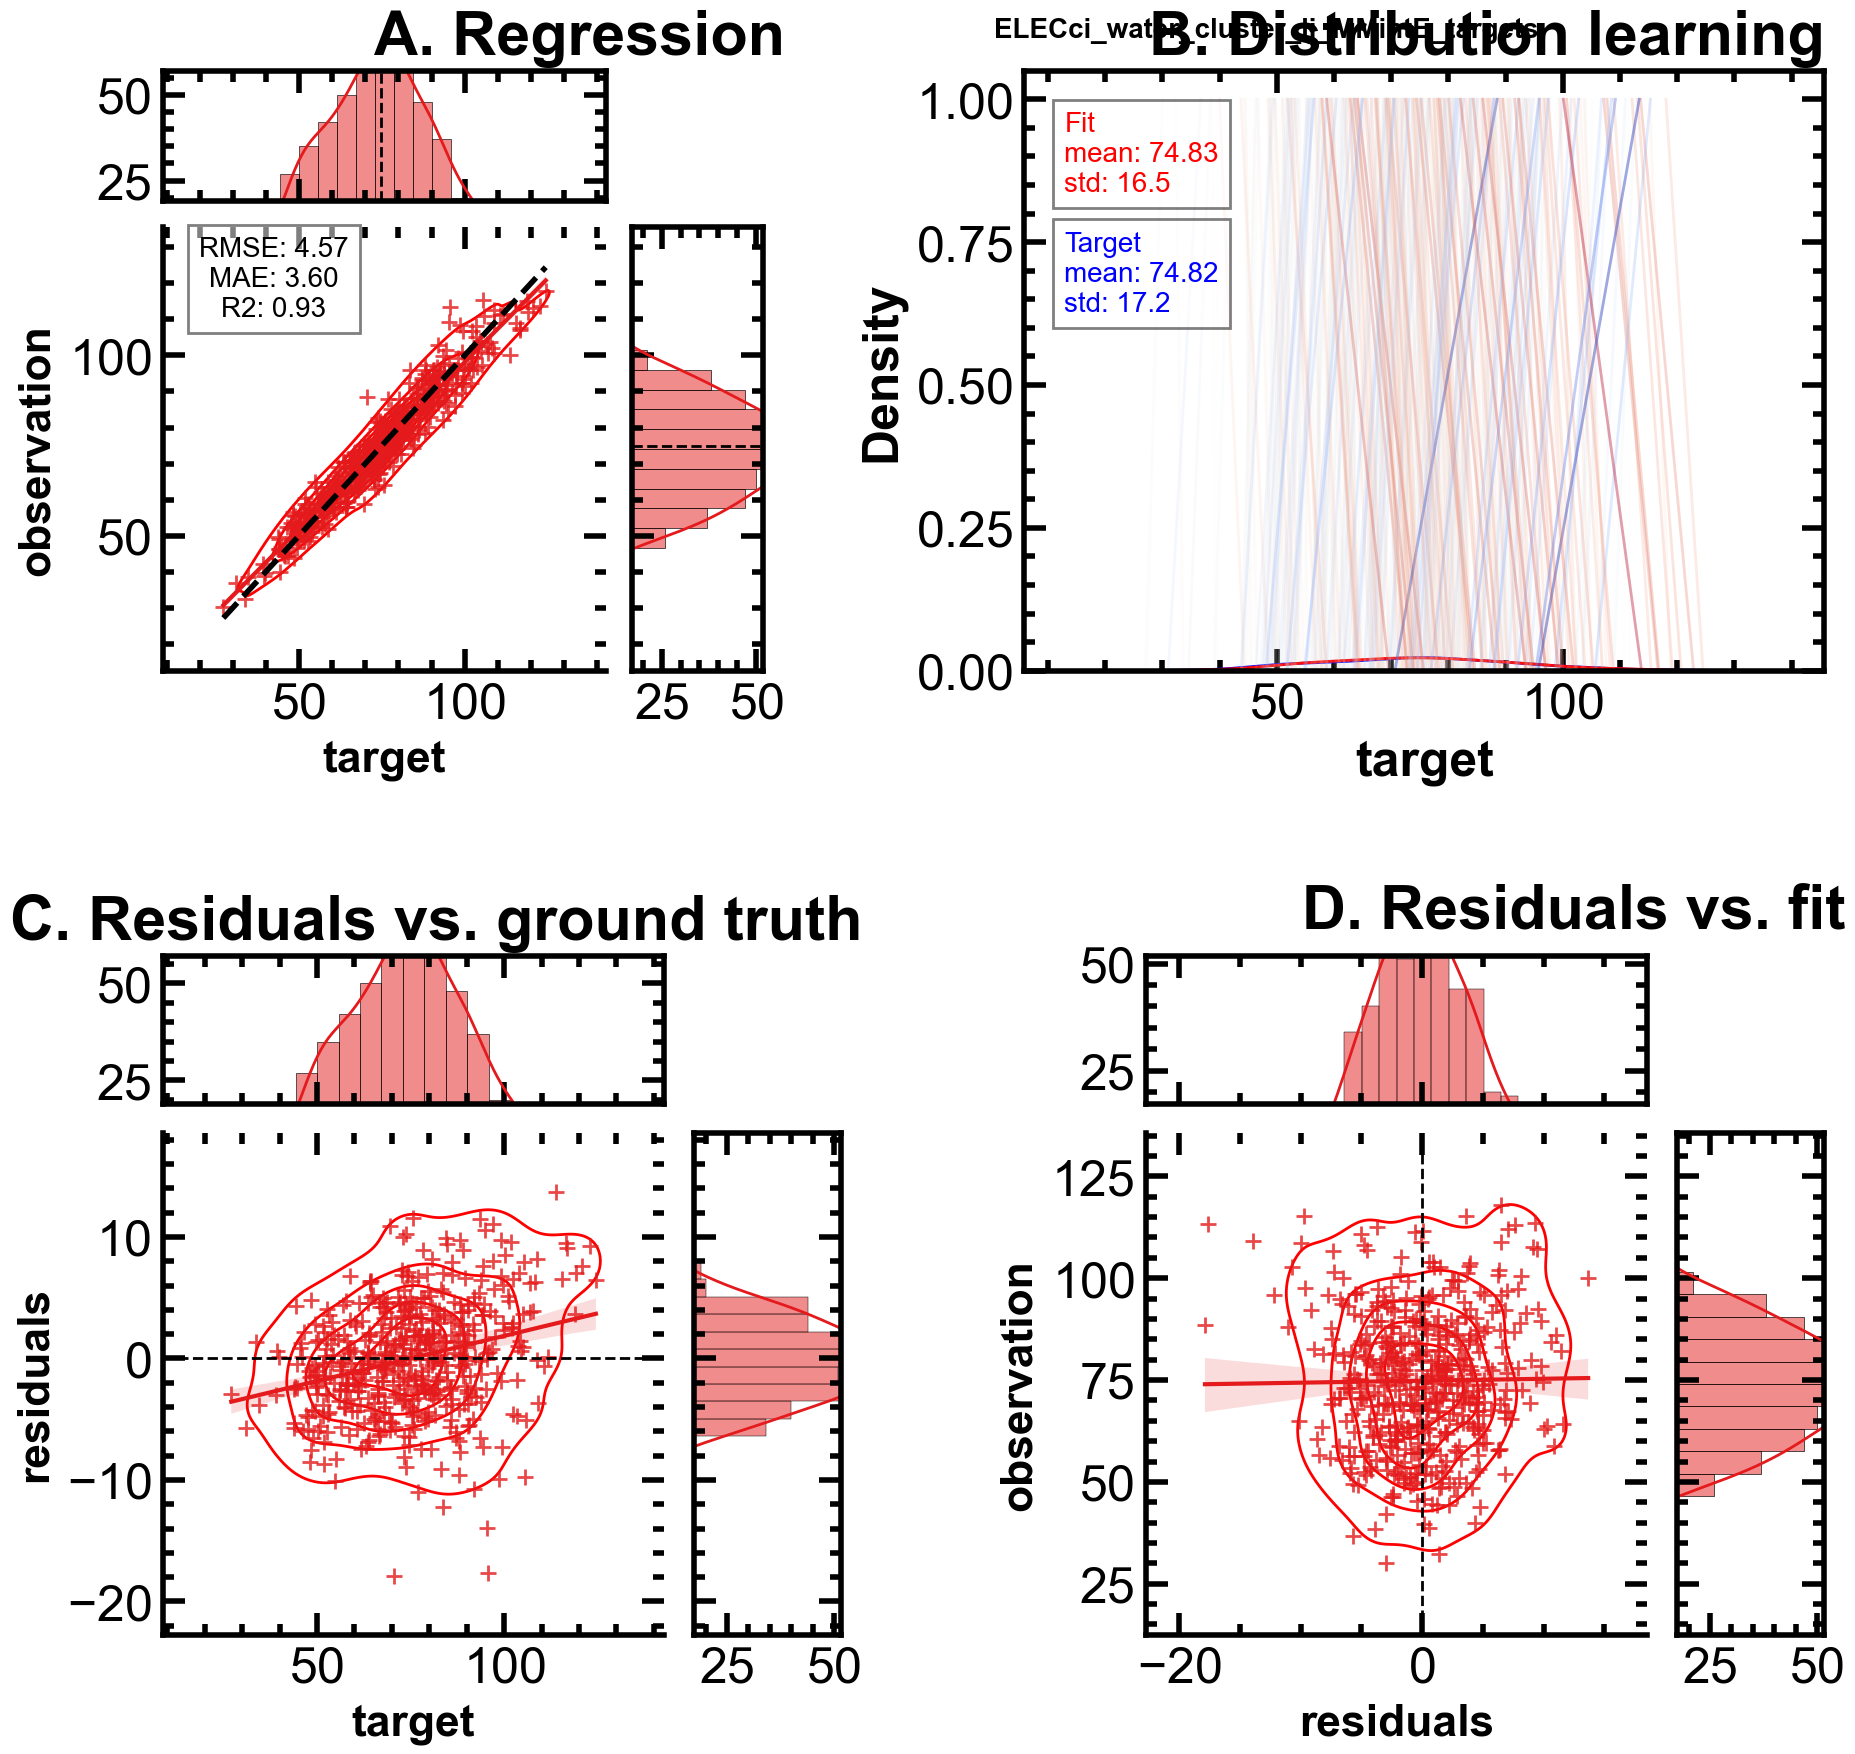 A. Regression
50
25
RMSE: 4.57
MAE: 3.60
R2: 0.93
observation
100
50
50
100
25
50
target
B. Distribution learning
Density
1.00
0.75
0.50
0.25
0.00
Fit
mean: 74.83
std: 16.5
Target
mean: 74.82
std: 17.2
50
100
target
C. Residuals vs. ground truth
50
25
residuals
10
0
−10
−20
50
100
25
50
target
D. Residuals vs. fit
50
25
observation
125
100
75
50
25
−20
0
25
50
residuals